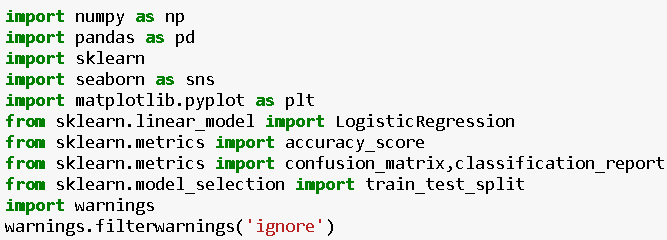 import numpy as np
import pandas as pd
import sklearn
import seaborn as sns
import matplotlib.pyplot as plt
from sklearn.linear_model import LogisticRegression
from sklearn.metrics import accuracy_score
from sklearn.metrics import confusion_matrix,classification_report
from sklearn.model_selection import train_test_split
import warnings
warnings.filterwarnings('ignore')